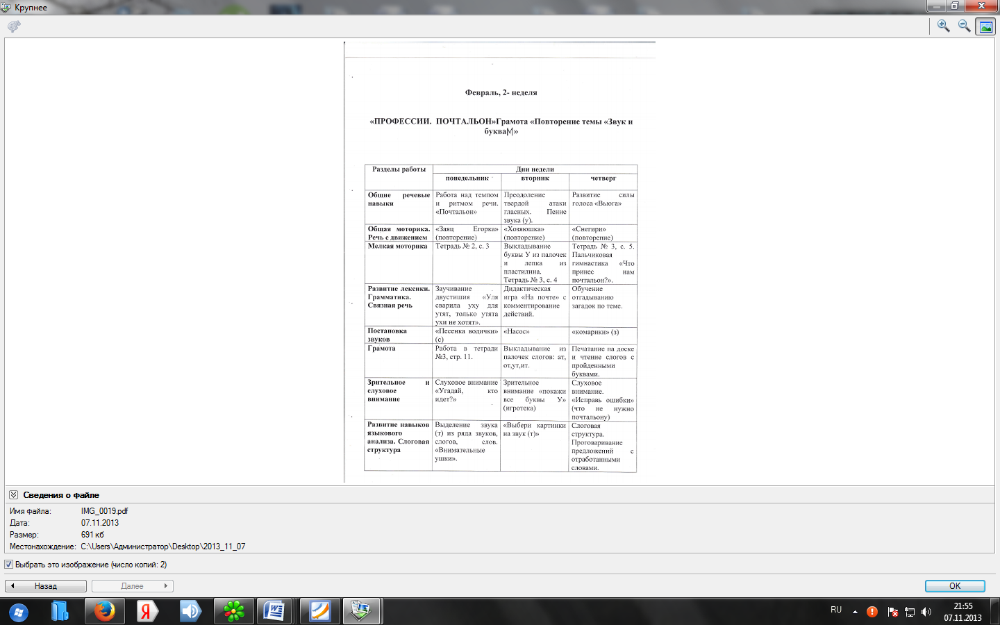 Крупнее
Февраль, 2- неделя
«ПРОФЕССИИ. ПОЧТАЛЬОН»Грамота «Повторение темы «Звук и
букваМ»
Разделы работы
Дни недели
понедельник
вторник
четверг
Общие речевые
навыки
Работа над темпом
и ритмом речи.
«Почтальон»
Преодоление
твердой атаки
гласных. Пение
звука (у).
Развитие силы
голоса «Вьюга»
Общая моторика.
Речь с движением
«Заяц Егорка»
(повторение)
«Хозяюшка»
(повторение)
«Снегири»
(повторение)
Мелкая моторика
Тетрадь № 2, с. 3
Выкладывание
буквы У из палочек
и лепка из
пластилина.
Тетрадь № 3, с. 4
Тетрадь № 3, с. 5.
Пальчиковая
гимнастика «Что
принес нам
почтальон?».
Развитие лексики.
Грамматика.
Связная речь
Заучивание
двустишия «Уля
сварила уху для
утят, только утята
ухи не хотят».
Дидактическая
игра «На почте» с
комментирование
действий.
Обучение
отгадыванию
загадок по теме.
Постановка
звуков
«Песенка водички»
(с)
«Насос»
«комарики» (з)
Грамота
Работа в тетради
№3, стр. 11.
Выкладывание из
палочек слогов: ат,
от,ут,ит.
Печатание на доске
и чтение слогов с
пройденными
буквами.
Зрительное и
слуховое
внимание
Слуховое внимание
«Угадай, кто
идет?»
Зрительное
внимание «покажи
все буквы У»
(игротека)
Слуховое
внимание.
«Исправь ошибки»
(что не нужно
почтальону)
Развитие навыков
языкового
анализа. Слоговая
структура
Выделение звука
(т) из ряда звуков,
слогов, слов.
«Внимательные
ушки».
«Выбери картинки
на звук (т)»
Слоговая
структура.
Проговаривание
предложений с
отработанными
словами.
Сведения о файле
Имя файла: IMG_0019.pdf
Дата: 07.11.2013
Размер: 691 кб
Местонахождение: C:\Users\Администратор\Desktop\2013_11_07
Выбрать это изображение (число копий: 2)
Назад
Далее
OK
Я
W
RU
21:55
07.11.2013